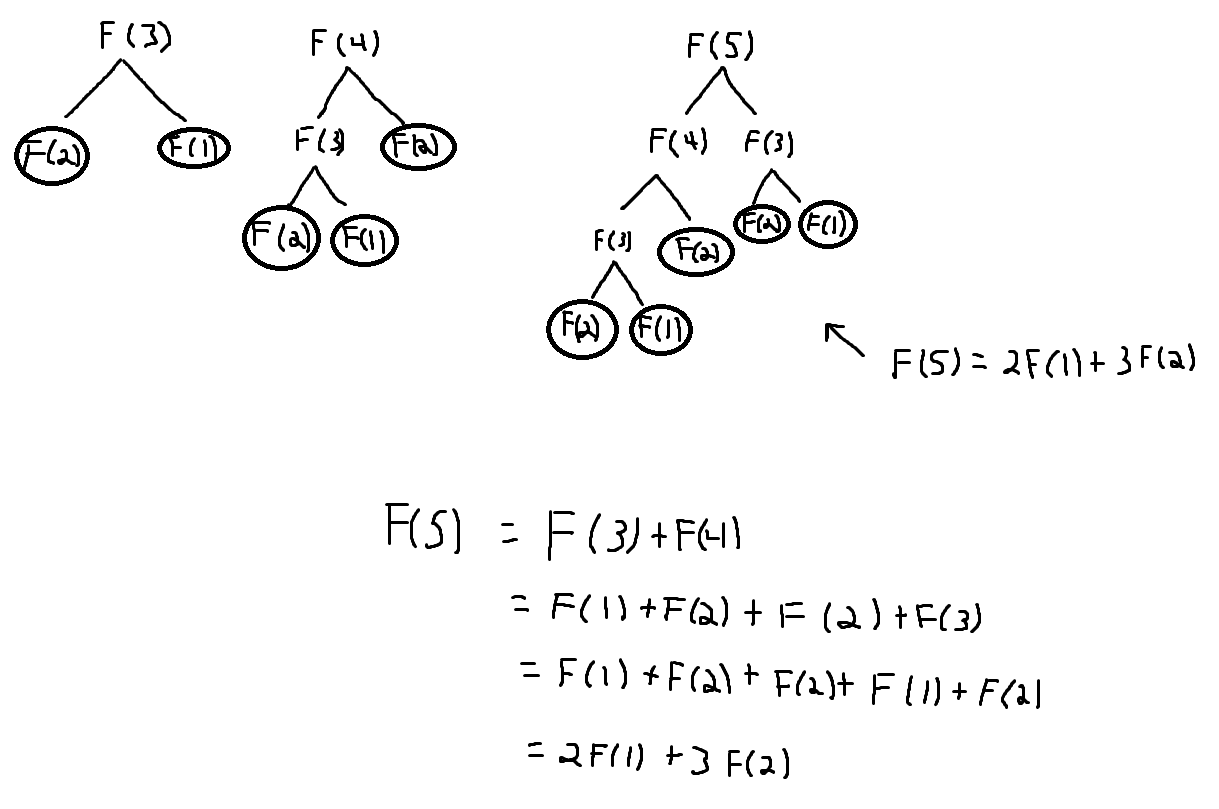 F(3) F(4) F(5)
F(2) F(1) F(3) F(2) F(4) F(3)
F(2) F(1) F(3) F(2) F(2) F(1)
F(2) F(1)
F(5) = 2F(1) + 3F(2)
F(5) = F(3) + F(4)
= F(1) + F(2) + F(2) + F(3)
= F(1) + F(2) + F(2) + F(1) + F(2)
= 2F(1) + 3F(2)